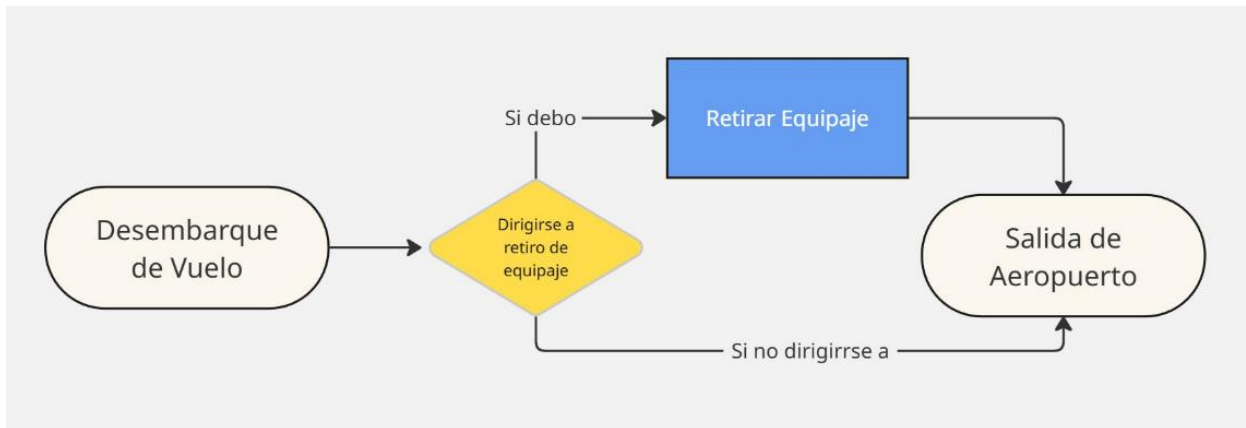 Desembarque
de Vuelo
Dirigirse a
retiro de
equipaje
Si debo
Retirar Equipaje
Salida de
Aeropuerto
Si no dirigirrse a